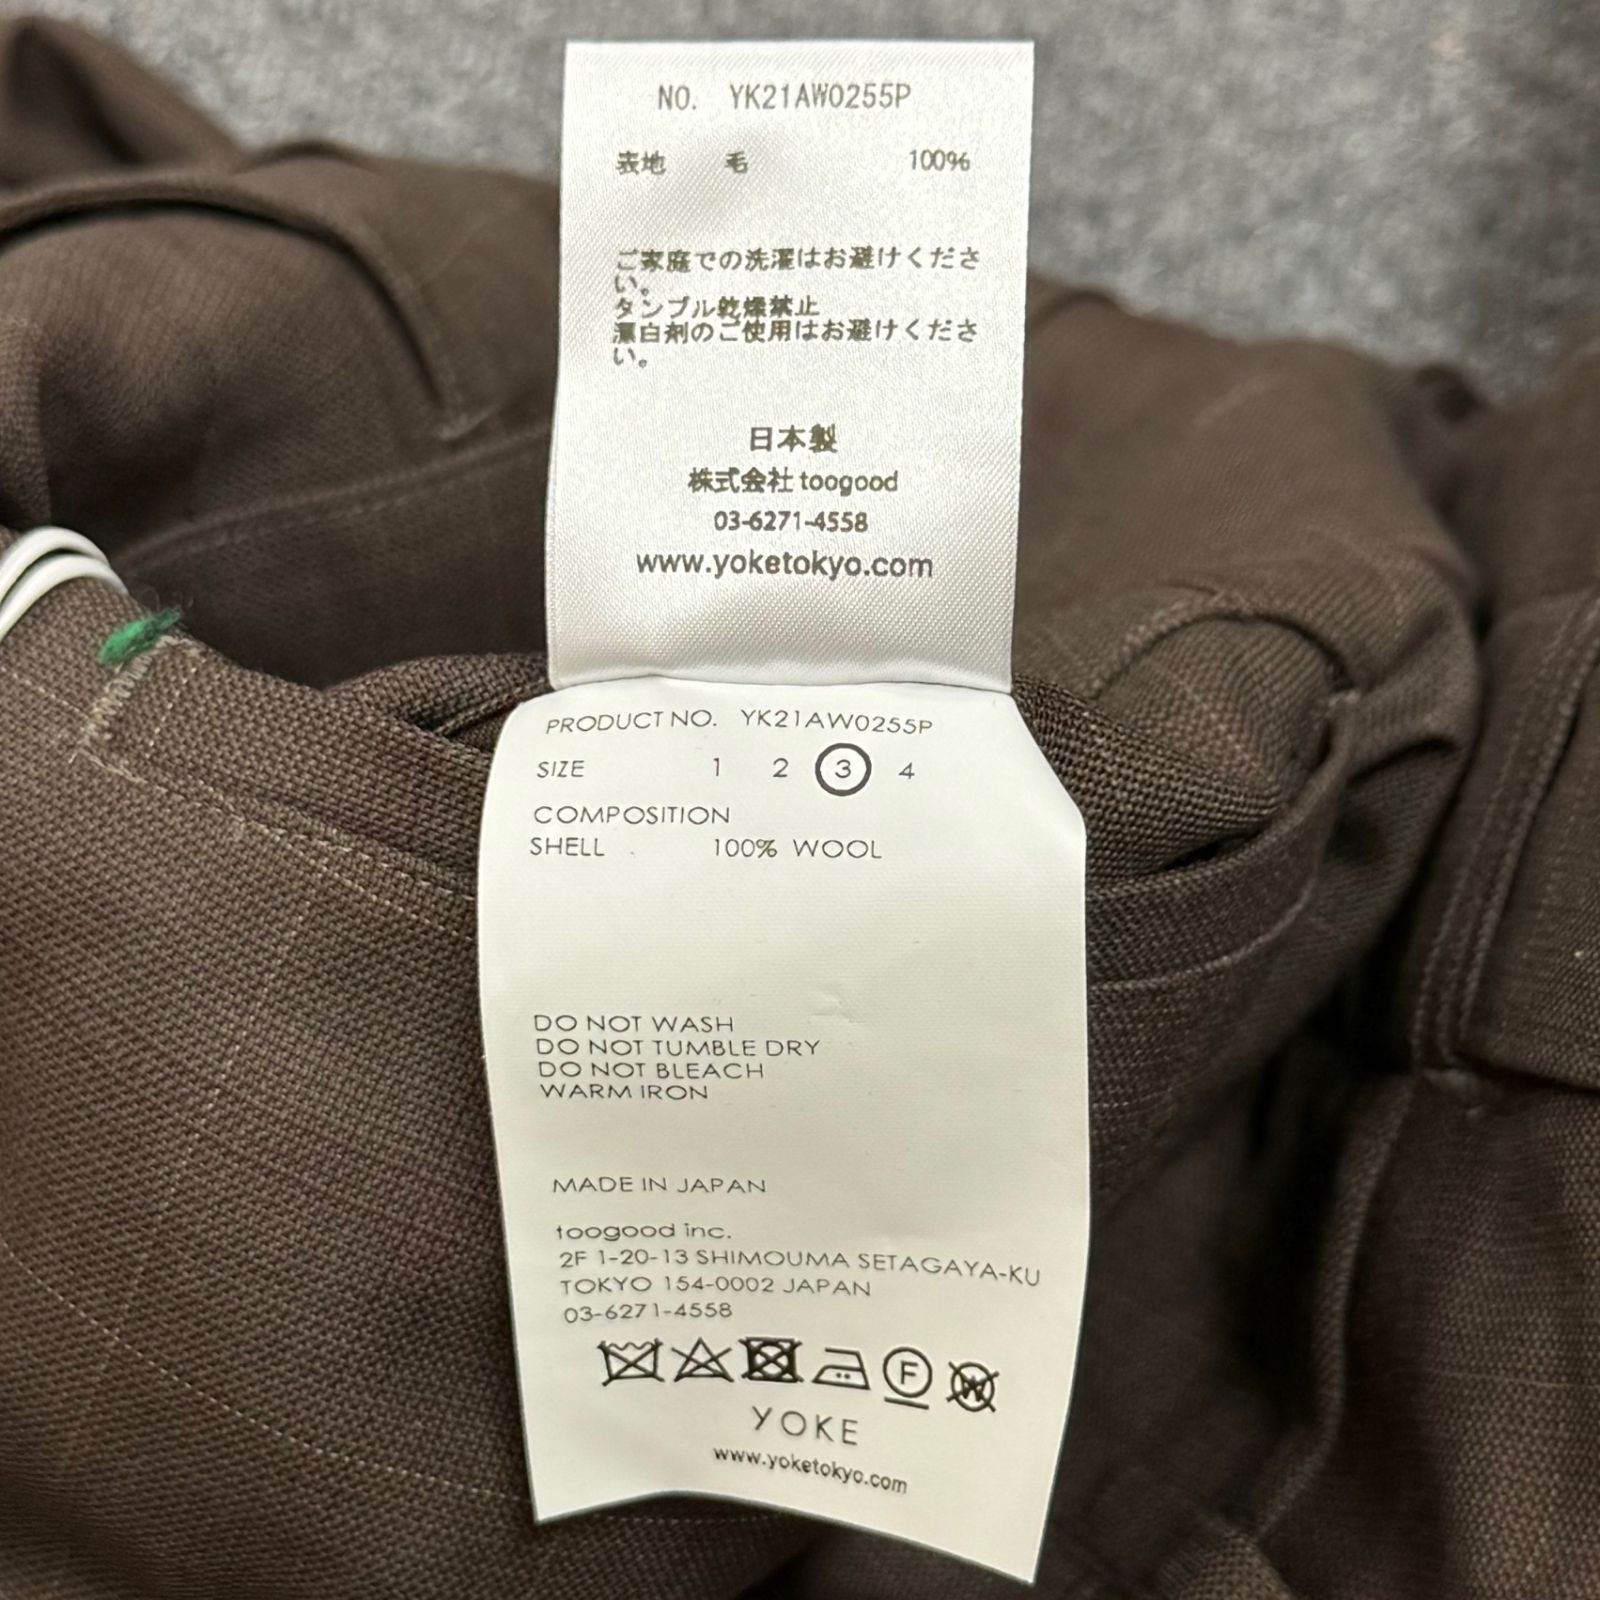 NO. YK21AW0255P
表地 毛 100%
ご家庭での洗濯はお避けくださ
い。
タンブル乾燥禁止
漂白剤のご使用はお避けくださ
い。
日本製
株式会社 toogood
03-6271-4558
www.yoketokyo.com
PRODUCT NO. YK21AW0255P
SIZE 1 2 3 4
COMPOSITION
SHELL 100% WOOL
DO NOT WASH
DO NOT TUMBLE DRY
DO NOT BLEACH
WARM IRON
MADE IN JAPAN
toogood inc.
2F 1-20-13 SHIMOUMA SETAGAYA-KU
TOKYO 154-0002 JAPAN
03-6271-4558
F W
YOKE
www.yoketokyo.com